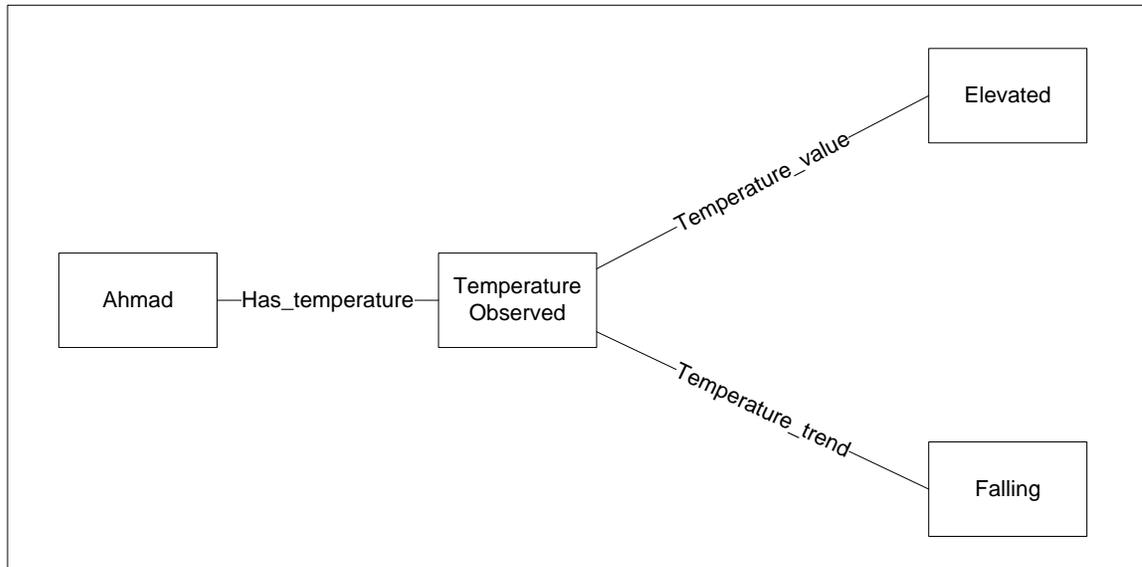 Elevated
Temperature_value
Ahmad
Has_temperature
Temperature
Observed
Temperature_trend
Falling